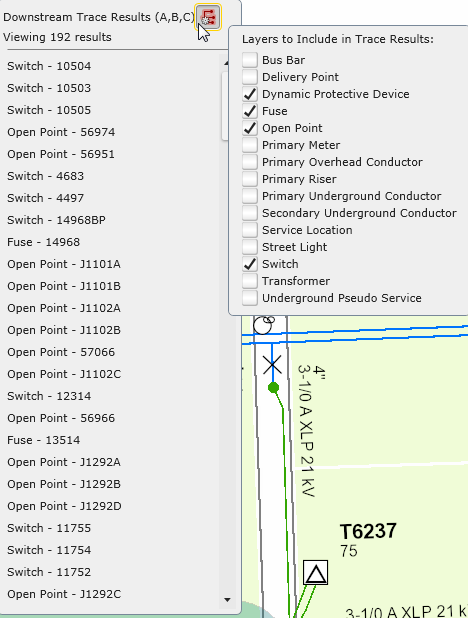 Downstream Trace Results (A,B,C)
Viewing 192 results
Switch - 10504
Switch - 10503
Switch - 10505
Open Point - 56974
Open Point - 56951
Switch - 4683
Switch - 4497
Switch - 14968BP
Fuse - 14968
Open Point - J1101A
Open Point - J1101B
Open Point - J1102A
Open Point - J1102B
Open Point - 57066
Open Point - J1102C
Switch - 12314
Open Point - 56966
Fuse - 13514
Open Point - J1292A
Open Point - J1292B
Open Point - J1292D
Switch - 11755
Switch - 11754
Switch - 11752
Open Point - J1292C
Layers to Include in Trace Results:
Bus Bar
Delivery Point
Dynamic Protective Device
Fuse
Open Point
Primary Meter
Primary Overhead Conductor
Primary Riser
Primary Underground Conductor
Secondary Underground Conductor
Service Location
Street Light
Switch
Transformer
Underground Pseudo Service
4"
3-1/0 A XLP 21 kV
T6237
75
3-1/0 A XLP 21 k